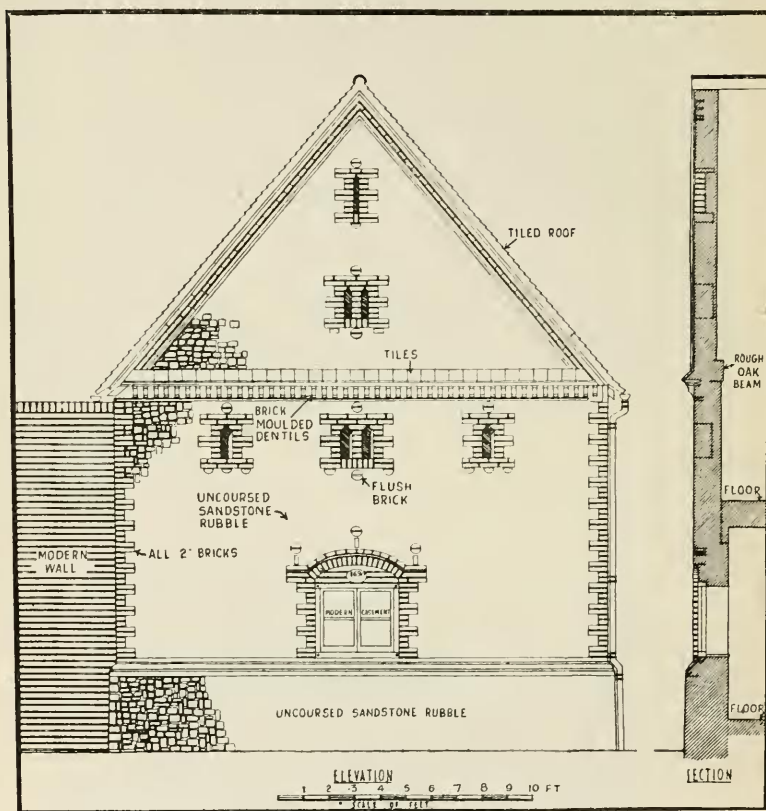 TILED ROOF
TILES
ROUGH
OAK
BEAM
BRICK
MOULDED
DENTILS
FLUSH
BRICK
UNCOURSED
SANDSTONE
RUBBLE
FLOOR
MODERN
WALL
ALL 2" BRICKS
MODERN CASEMENT
UNCOURSED SANDSTONE RUBBLE
FLOOR
ELEVATION
SECTION
1 2 3 4 5 6 7 8 9 10 FT
SCALE OF FEET